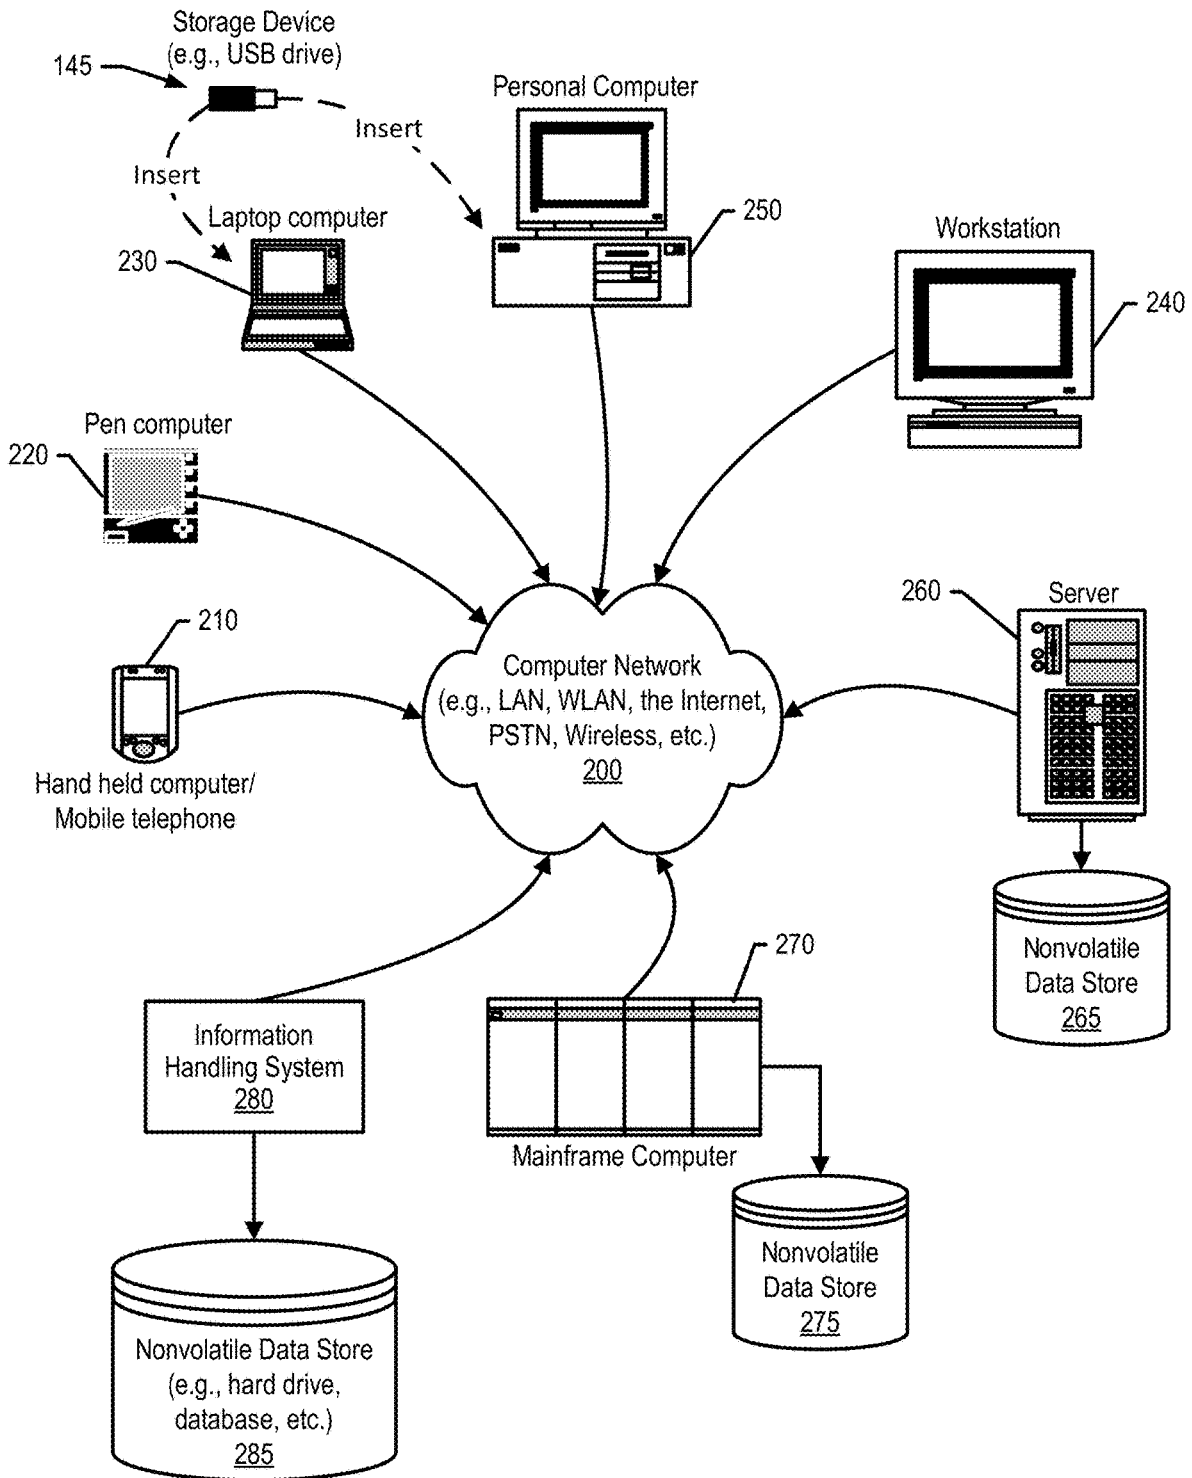 Storage Device
(e.g., USB drive)
145
Insert
Insert
Personal Computer
250
Laptop computer
230
Workstation
240
Pen computer
220
210
Hand held computer/
Mobile telephone
Computer Network
(e.g., LAN, WLAN, the Internet,
PSTN, Wireless, etc.)
200
260
Server
Nonvolatile
Data Store
265
270
Mainframe Computer
Nonvolatile
Data Store
275
Information
Handling System
280
Nonvolatile Data Store
(e.g., hard drive,
database, etc.)
285